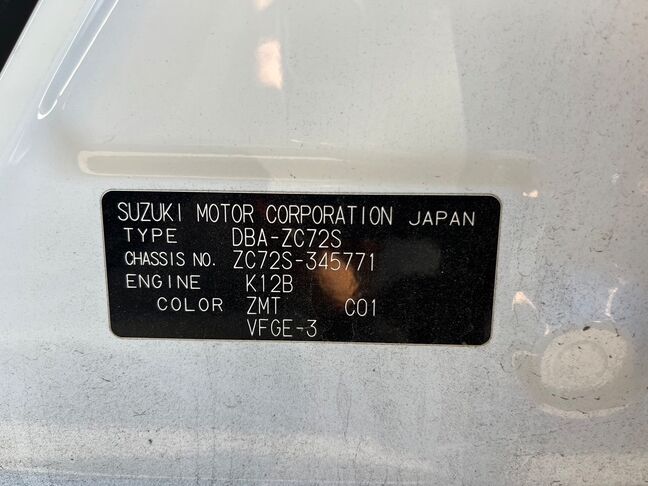 SUZUKI MOTOR CORPORATION JAPAN
TYPE DBA-ZC72S
CHASSIS NO. ZC72S-345771
ENGINE K12B
COLOR ZMT C01
VFGE-3